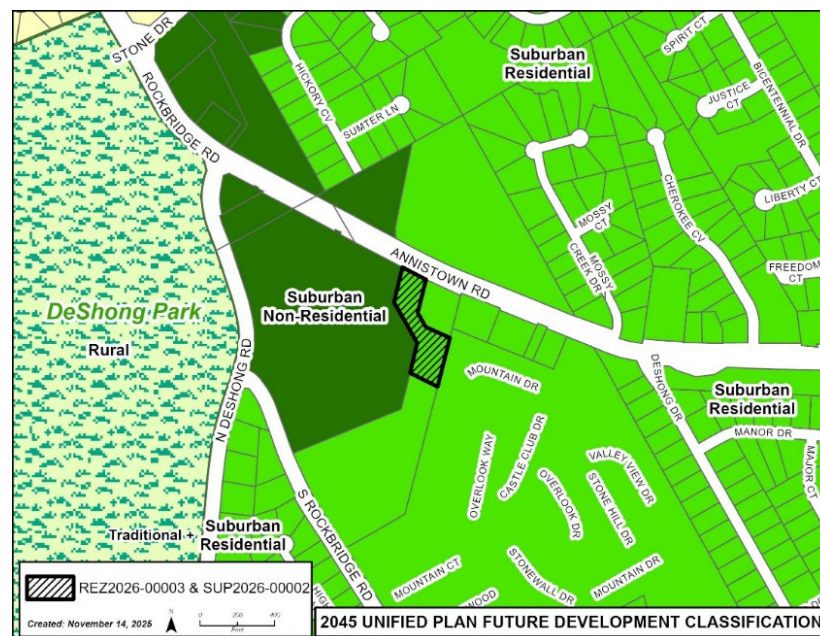 STONE DR
ROCKBRIDGE RD
HICKORY CV
SUMTER LN
Suburban
Residential
SPIRIT CT
BICENTENNIAL DR
JUSTICE
CT
LIBERTY CT
FREEDOM
CT
CHEROKEE CV
MOSSY
CT
MOSSY
CREEK DR
ANNISTOWN RD
Suburban
Non-Residential
DeShong Park
Rural
N DESHONG RD
MOUNTAIN DR
DESHONG DR
Suburban
Residential
MANOR DR
MAJOR CT
OVERLOOK WAY
CASTLE CLUB DR
OVERLOOK DR
VALLEY VIEW DR
STONE HILL DR
Traditional +
Suburban
Residential
S ROCKBRIDGE RD
MOUNTAIN CT
STONEWALL DR
MOUNTAIN DR
REZ2026-00003 & SUP2026-00002
Created: November 14, 2025
N
0 200 400
Feet
2045 UNIFIED PLAN FUTURE DEVELOPMENT CLASSIFICATION